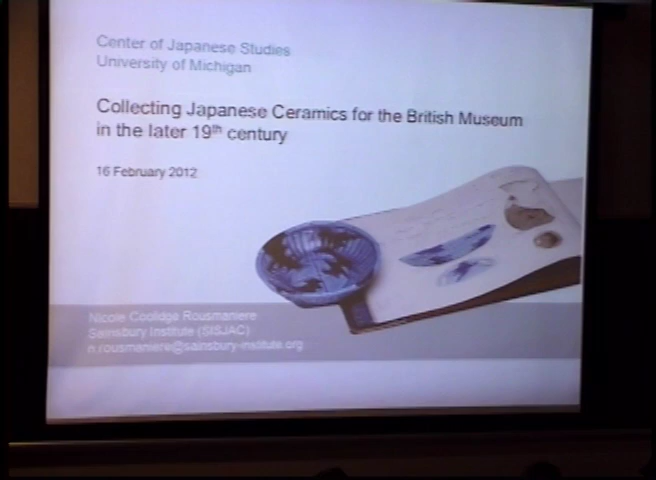 Center of Japanese Studies
University of Michigan
Collecting Japanese Ceramics for the British Museum
in the later 19th century
16 February 2012
Nicole Coolidge Rousmaniere
Sainsbury Institute (SISJAC)
n.rousmaniere@sainsbury-institute.org